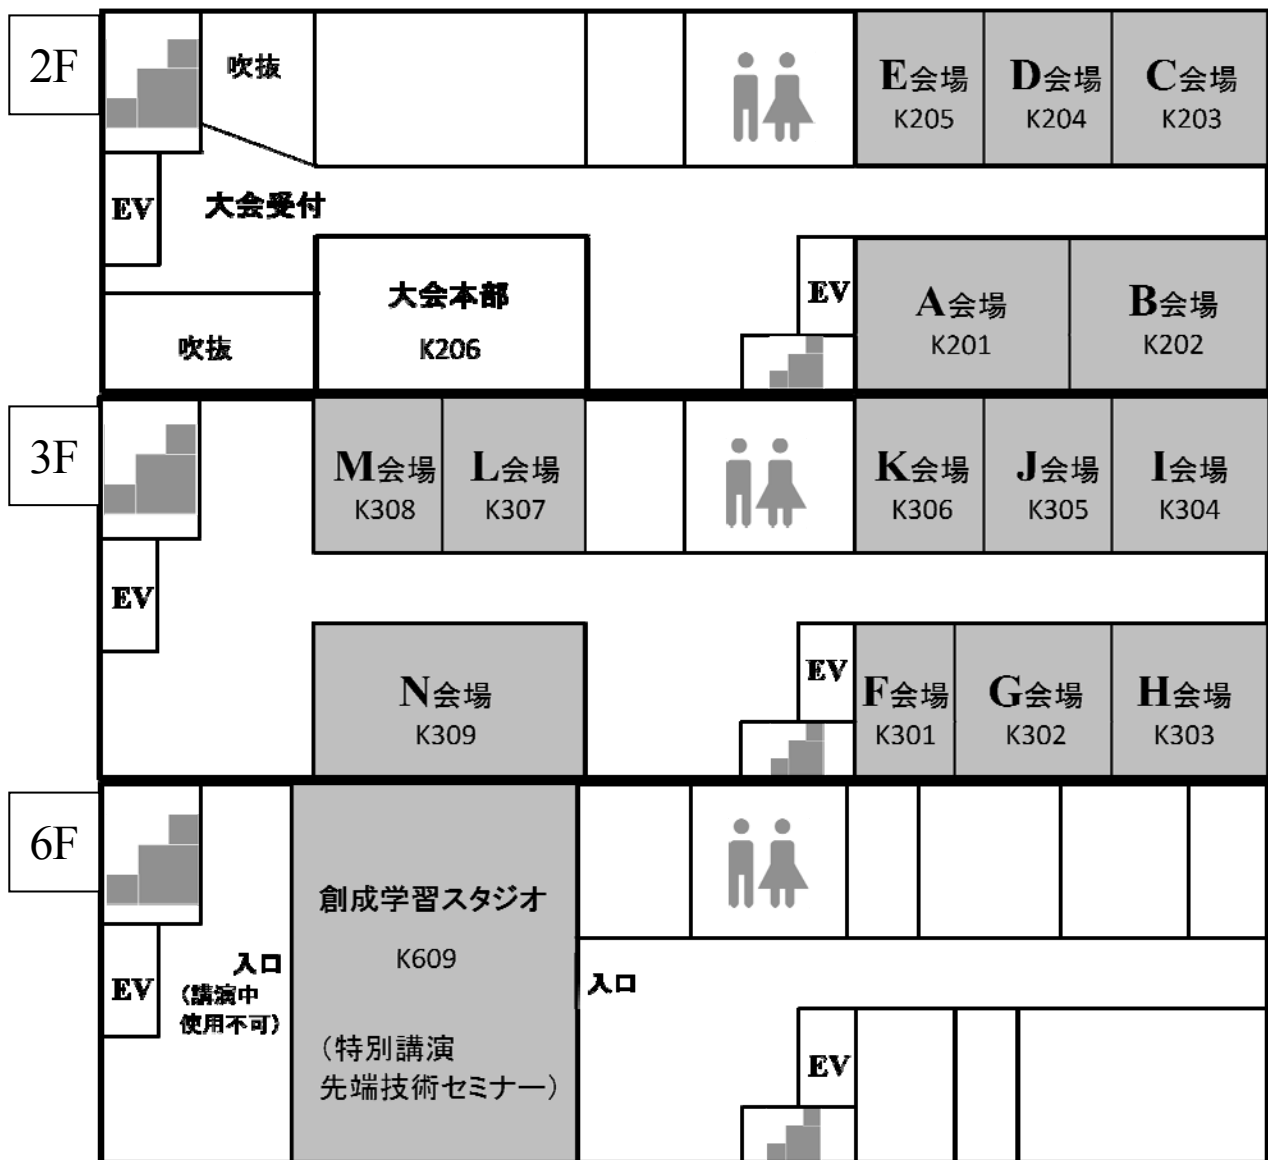 2F
吹抜
E会場
K205
D会場
K204
C会場
K203
EV
大会受付
大会本部
K206
EV
A会場
K201
B会場
K202
吹抜
3F
M会場
K308
L会場
K307
K会場
K306
J会場
K305
I会場
K304
EV
N会場
K309
EV
F会場
K301
G会場
K302
H会場
K303
6F
創成学習スタジオ
K609
EV
入口
（講演中
使用不可）
入口
（特別講演
先端技術セミナー）
EV